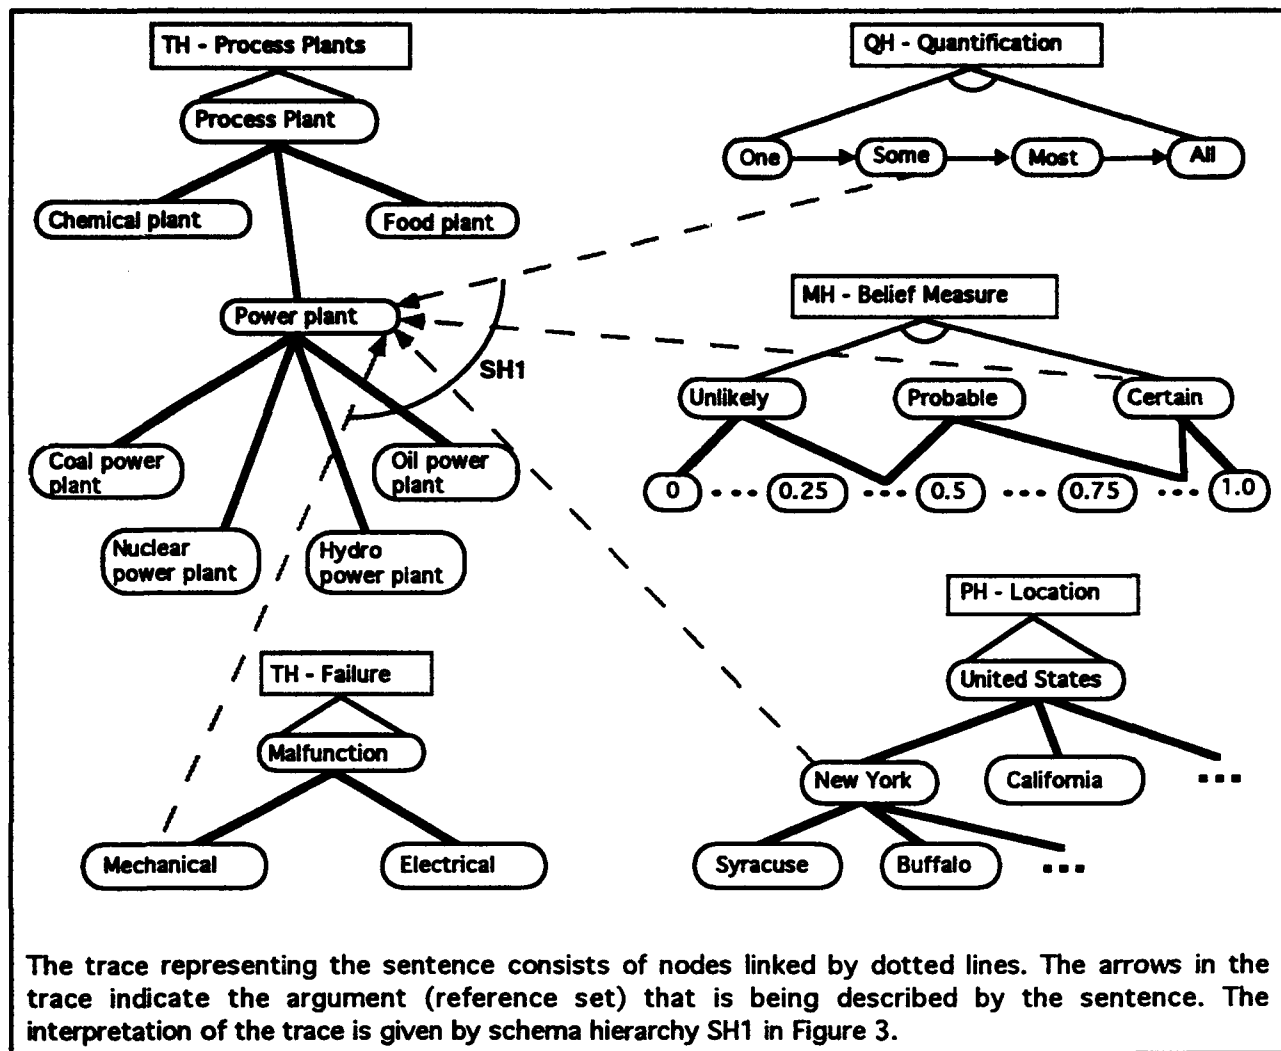 TH - Process Plants
Process Plant
Chemical plant
Food plant
Power plant
SH1
Coal power
plant
Oil power
plant
Nuclear
power plant
Hydro
power plant
TH - Failure
Malfunction
Mechanical
Electrical
QH - Quantification
One
Some
Most
All
MH - Belief Measure
Unlikely
Probable
Certain
0 ... 0.25 ... 0.5 ... 0.75 ... 1.0
PH - Location
United States
New York
California
...
Syracuse
Buffalo
...
The trace representing the sentence consists of nodes linked by dotted lines. The arrows in the
trace indicate the argument (reference set) that is being described by the sentence. The
interpretation of the trace is given by schema hierarchy SH1 in Figure 3.